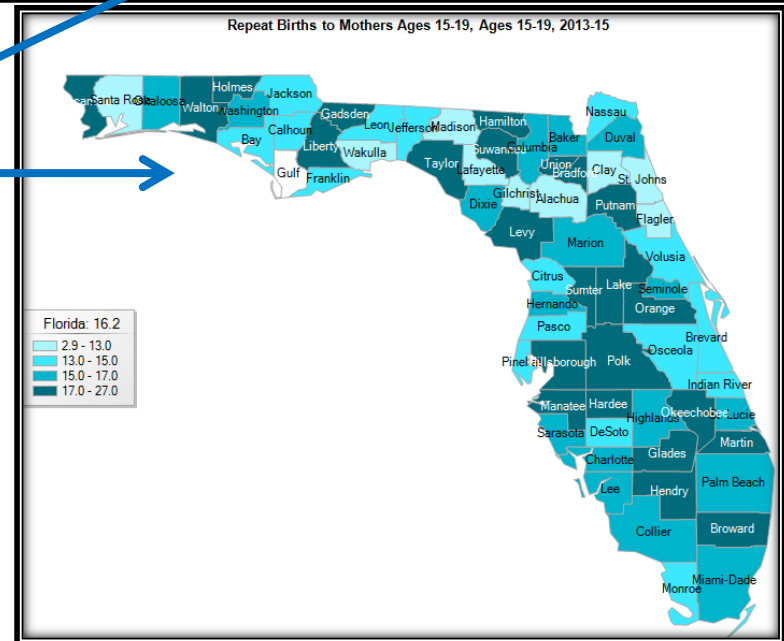 Repeat Births to Mothers Ages 15-19, Ages 15-19, 2013-15
Holmes
Jackson
Santa Rosa
Okaloosa
Walton
Washington
Gadsden
Hamilton
Nassau
Bay
Calhoun
Leon
Jefferson
Madison
Baker
Duval
Liberty
Wakulla
Suwannee
Columbia
Taylor
Lafayette
Union
Bradford
Clay
St. Johns
Gulf
Franklin
Gilchrist
Alachua
Putnam
Dixie
Flagler
Levy
Marion
Volusia
Citrus
Sumter
Lake
Seminole
Hernando
Orange
Florida: 16.2
2.9 - 13.0
13.0 - 15.0
15.0 - 17.0
17.0 - 27.0
Pasco
Brevard
Osceola
Hillsborough
Polk
Indian River
Manatee
Hardee
Okeechobee
Highlands
Sarasota
DeSoto
Martin
Charlotte
Glades
Lee
Hendry
Palm Beach
Collier
Broward
Monroe
Miami-Dade